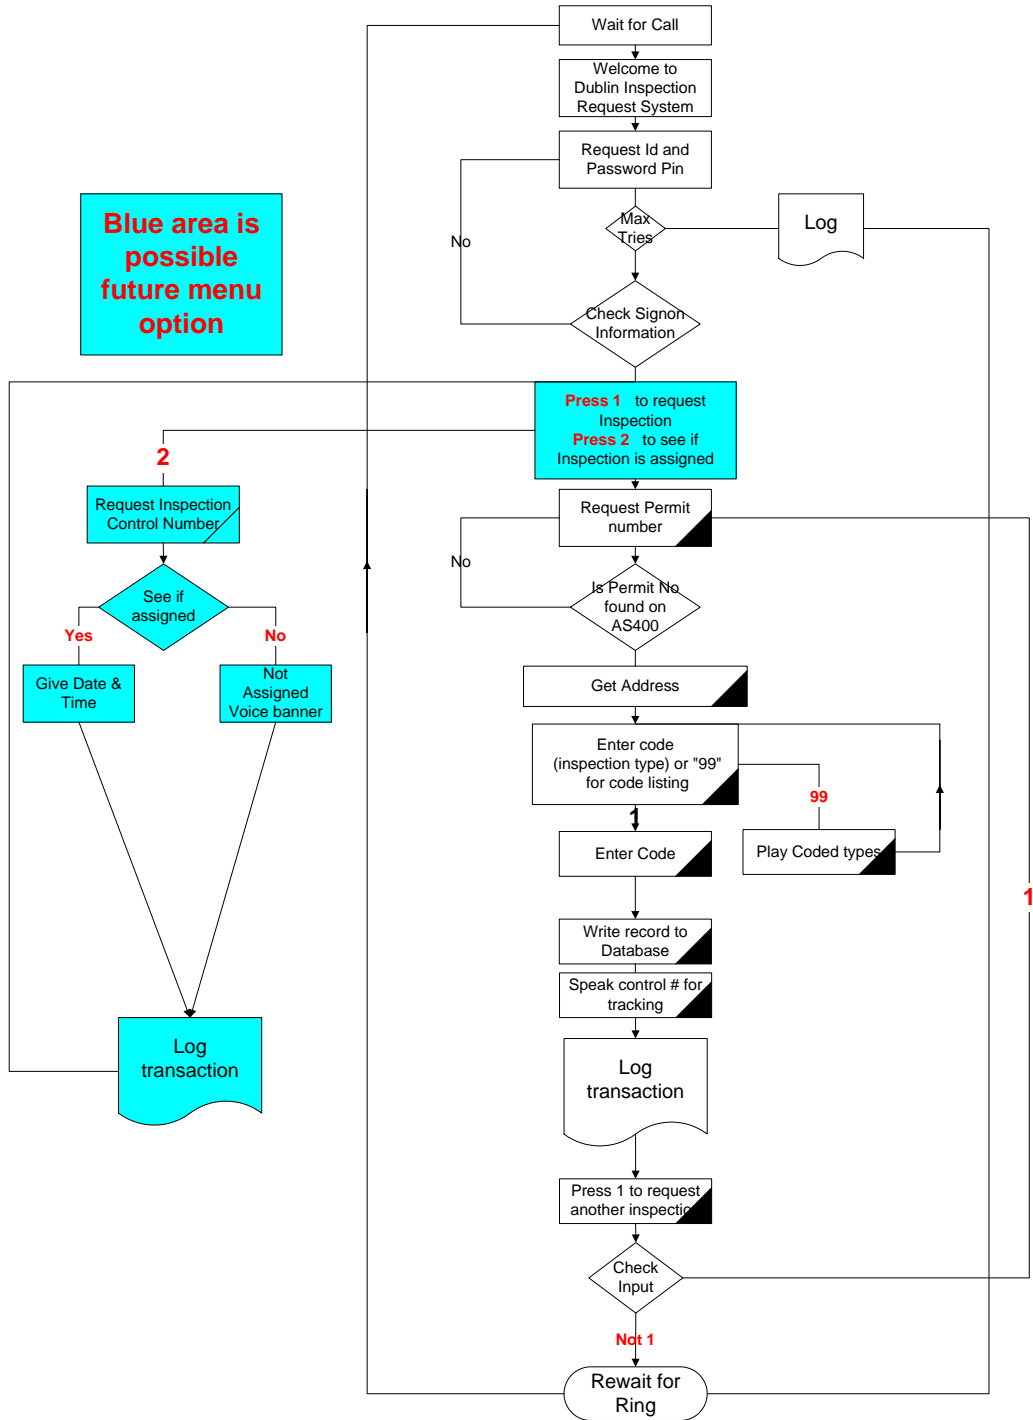 Wait for Call
Welcome to
Dublin Inspection
Request System
Request Id and
Password Pin
Max
Tries
Log
No
Check Signon
Information
Blue area is
possible
future menu
option
Press 1 to request
Inspection
Press 2 to see if
Inspection is assigned
2
Request Inspection
Control Number
See if
assigned
Yes
No
Give Date &
Time
Not
Assigned
Voice banner
Log
transaction
Request Permit
number
No
Is Permit No
found on
AS400
Get Address
Enter code
(inspection type) or "99"
for code listing
99
Play Coded types
1
Enter Code
1
Write record to
Database
Speak control # for
tracking
Log
transaction
Press 1 to request
another inspection
Check
Input
Not 1
Rewait for
Ring